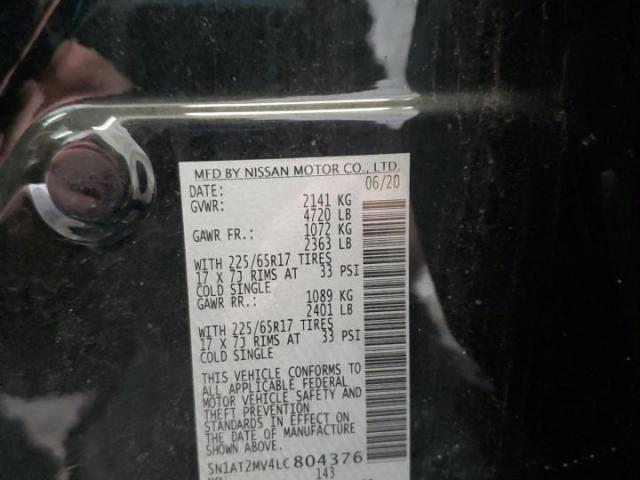 MFD BY NISSAN MOTOR CO., LTD.
DATE: 06/20
GVWR: 2141 KG
4720 LB
GAWR FR.: 1072 KG
2363 LB
WITH 225/65R17 TIRES
17 X 7J RIMS AT 33 PSI
COLD SINGLE
GAWR RR.: 1089 KG
2401 LB
WITH 225/65R17 TIRES
17 X 7J RIMS AT 33 PSI
COLD SINGLE
THIS VEHICLE CONFORMS TO
ALL APPLICABLE FEDERAL
MOTOR VEHICLE SAFETY AND
THEFT PREVENTION
STANDARDS IN EFFECT ON
THE DATE OF MANUFACTURE
SHOWN ABOVE.
5N1AT2MV4LC804376
143